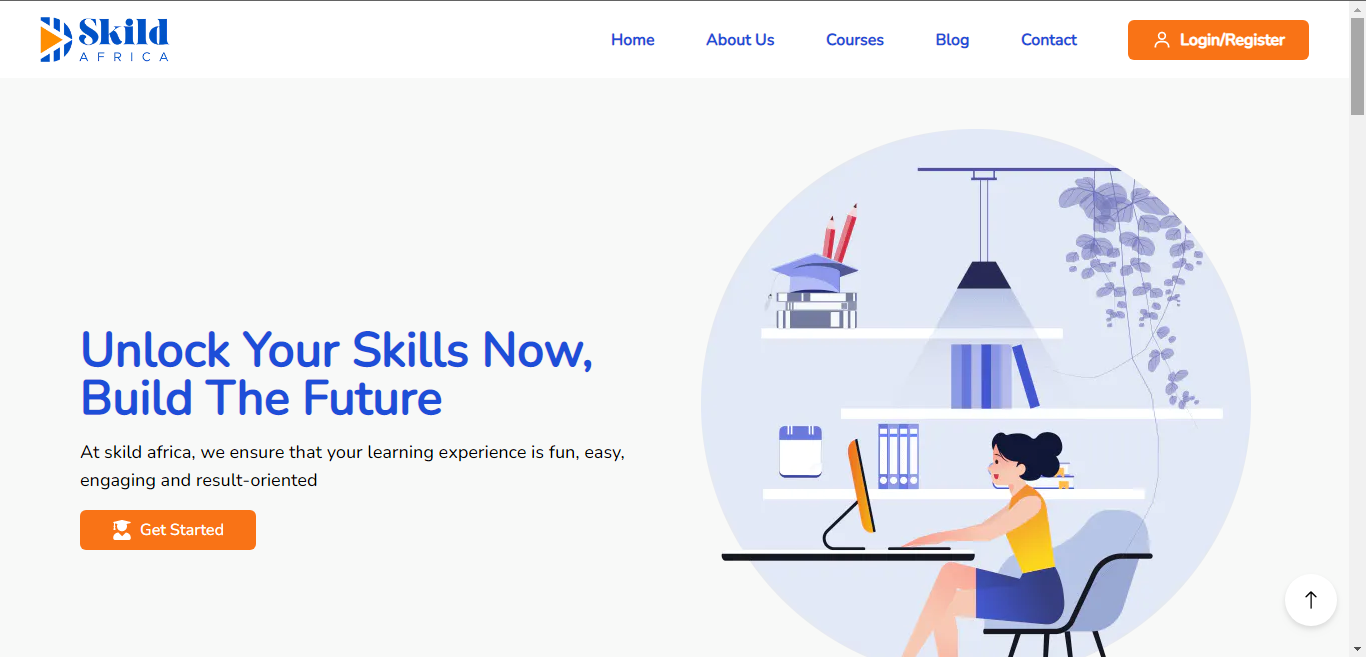 Skild
AFRICA
Home About Us Courses Blog Contact Login/Register
Unlock Your Skills Now,
Build The Future
At skild africa, we ensure that your learning experience is fun, easy,
engaging and result-oriented
Get Started